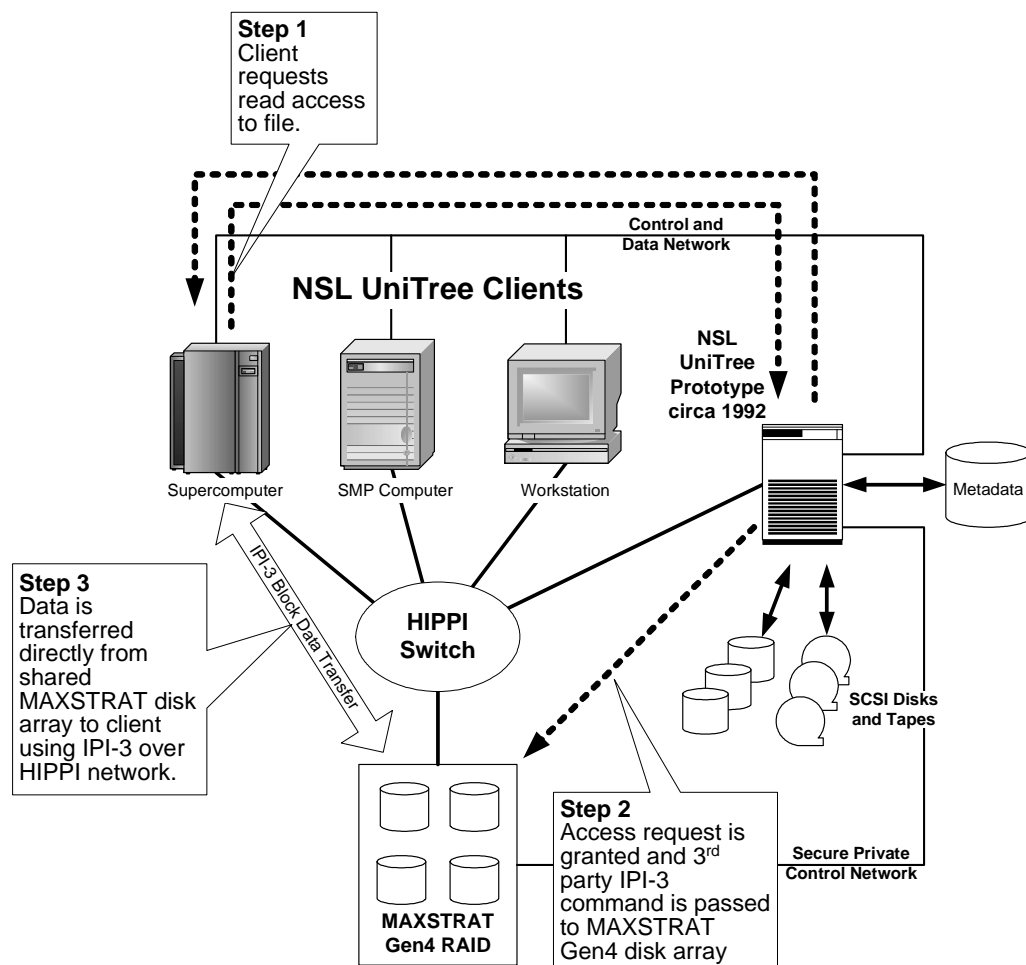 Step 1
Client
requests
read access
to file.
Control and
Data Network
NSL UniTree Clients
NSL
UniTree
Prototype
circa 1992
Supercomputer
SMP Computer
Workstation
Metadata
Step 3
Data is
transferred
directly from
shared
MAXSTRAT disk
array to client
using IPI-3 over
HIPPI network.
IPI-3 Block Data Transfer
HIPPI
Switch
SCSI Disks
and Tapes
Step 2
Access request is
granted and 3rd
party IPI-3
command is passed
to MAXSTRAT
Gen4 disk array
Secure Private
Control Network
MAXSTRAT
Gen4 RAID